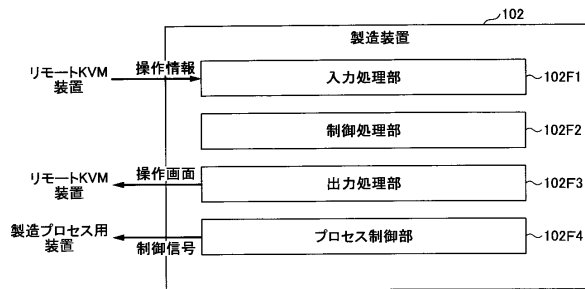 102
製造装置
リモートKVM
装置
操作情報
入力処理部
102F1
制御処理部
102F2
リモートKVM
装置
操作画面
出力処理部
102F3
製造プロセス用
装置
制御信号
プロセス制御部
102F4